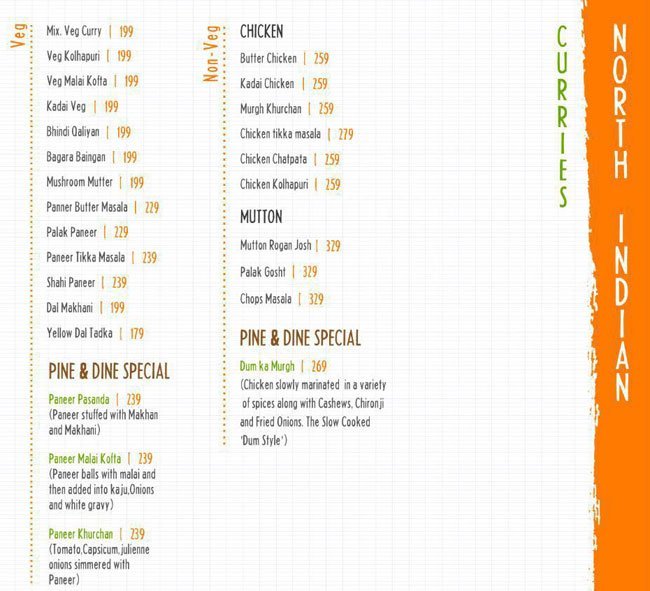 Veg
Mix. Veg Curry | 199
Veg Kolhapuri | 199
Veg Malai Kofta | 199
Kadai Veg | 199
Bhindi Qaliyan | 199
Bagara Baingan | 199
Mushroom Mutter | 199
Panner Butter Masala | 229
Palak Paneer | 229
Paneer Tikka Masala | 239
Shahi Paneer | 239
Dal Makhani | 199
Yellow Dal Tadka | 179
PINE & DINE SPECIAL
Paneer Pasanda | 239
(Paneer stuffed with Makhan
and Makhani)
Paneer Malai Kofta | 239
(Paneer balls with malai and
then added into kaju,Onions
and white gravy)
Paneer Khurchan | 239
(Tomato,Capsicum,julienne
onions simmered with
Paneer)
Non-Veg
CHICKEN
Butter Chicken | 259
Kadai Chicken | 259
Murgh Khurchan | 259
Chicken tikka masala | 279
Chicken Chatpata | 259
Chicken Kolhapuri | 259
MUTTON
Mutton Rogan Josh | 329
Palak Gosht | 329
Chops Masala | 329
PINE & DINE SPECIAL
Dum ka Murgh | 269
(Chicken slowly marinated in a variety
of spices along with Cashews, Chironji
and Fried Onions. The Slow Cooked
'Dum Style')
CURRIES
NORTH INDIAN